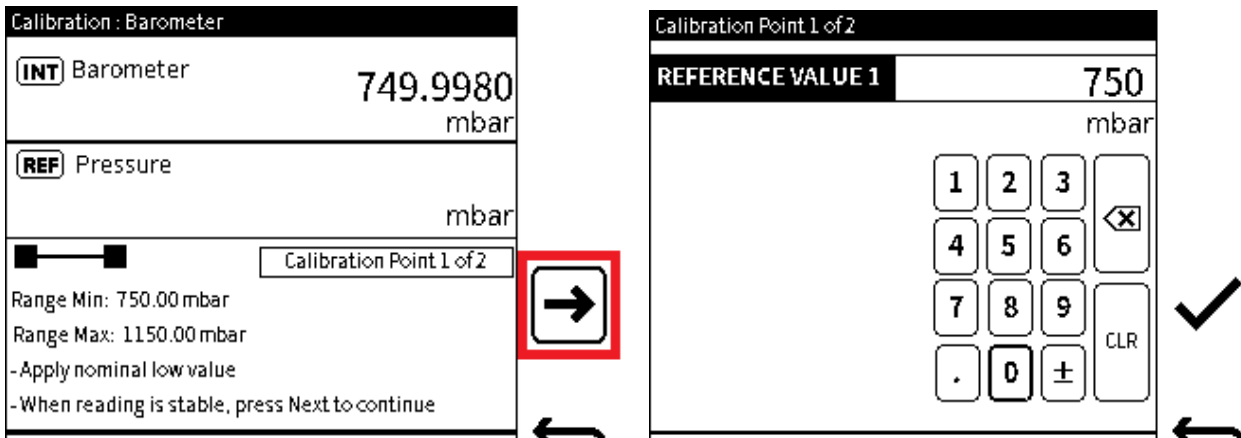 Calibration : Barometer
INT Barometer
749.9980
mbar
REF Pressure
mbar
Calibration Point 1 of 2
Range Min: 750.00 mbar
Range Max: 1150.00 mbar
- Apply nominal low value
- When reading is stable, press Next to continue
Calibration Point 1 of 2
REFERENCE VALUE 1 750
mbar
1 2 3
4 5 6
7 8 9
CLR
. 0 ±